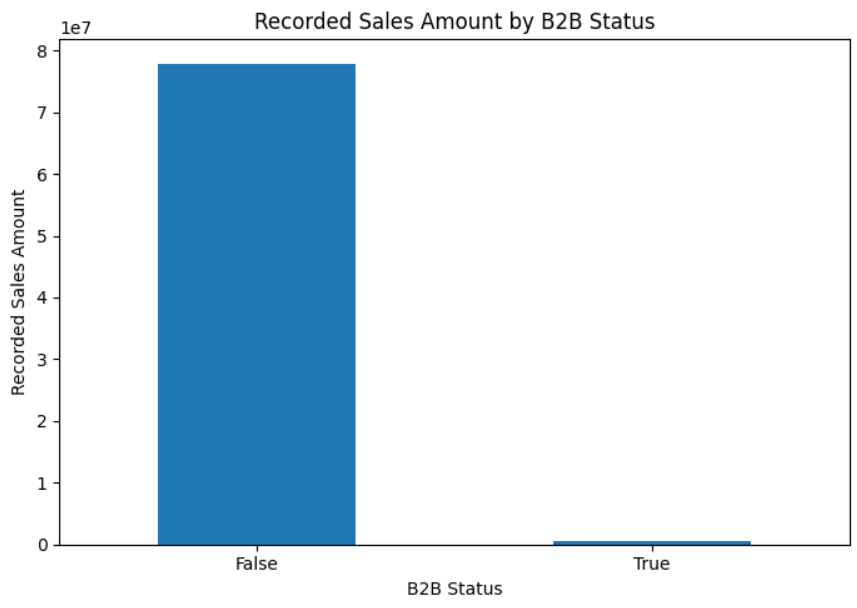 Recorded Sales Amount by B2B Status
1e7
8
7
6
5
4
3
2
1
0
Recorded Sales Amount
False True
B2B Status